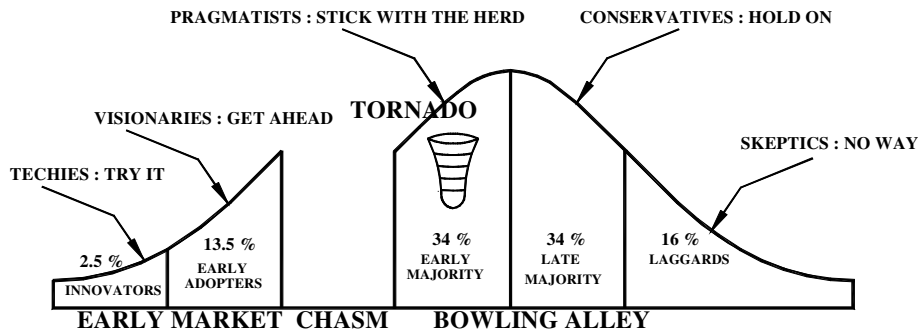 PRAGMATISTS : STICK WITH THE HERD
CONSERVATIVES : HOLD ON
TORNADO
VISIONARIES : GET AHEAD
SKEPTICS : NO WAY
TECHIES : TRY IT
2.5 %
INNOVATORS
13.5 %
EARLY
ADOPTERS
34 %
EARLY
MAJORITY
34 %
LATE
MAJORITY
16 %
LAGGARDS
EARLY MARKET CHASM BOWLING ALLEY